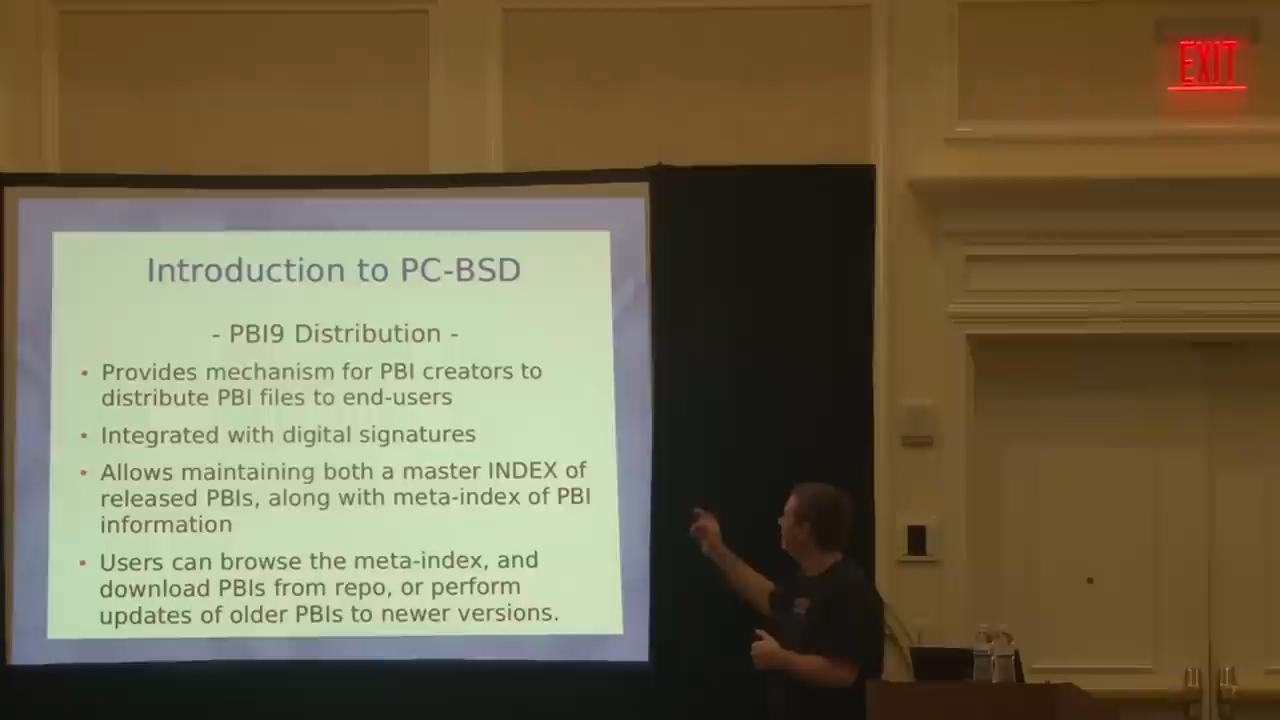 EXIT
Introduction to PC-BSD
- PBI9 Distribution -
• Provides mechanism for PBI creators to
distribute PBI files to end-users
• Integrated with digital signatures
• Allows maintaining both a master INDEX of
released PBIs, along with meta-index of PBI
information
• Users can browse the meta-index, and
download PBIs from repo, or perform
updates of older PBIs to newer versions.